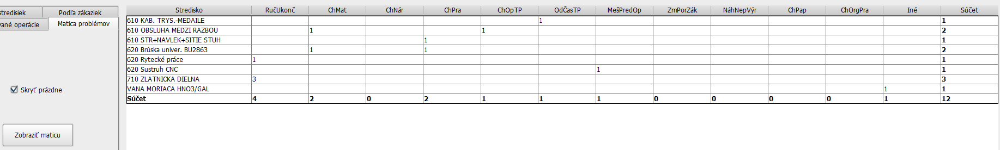 stredisiek Podľa zákaziek
vané operácie Matica problémov
Skryť prázdne
Zobraziť maticu
Stredisko RučUkonč ChMat ChNár ChPra ChOpTP OdČasTP MešPredOp ZmPorZák NáhNepVýr ChPap ChOrgPra Iné Súčet
610 KAB. TRYS.-MEDAILE 1 1
610 OBSLUHA MEDZI RAZBOU 1 1 2
610 STR+NAVLEK+SITIE STUH 1 1
620 Brúska univer. BU2863 1 1 2
620 Rytecké práce 1 1
620 Sustruh CNC 1 1
710 ZLATNICKA DIELNA 3 3
VANA MORIACA HNO3/GAL 1 1
Súčet 4 2 0 2 1 1 1 0 0 0 0 1 12